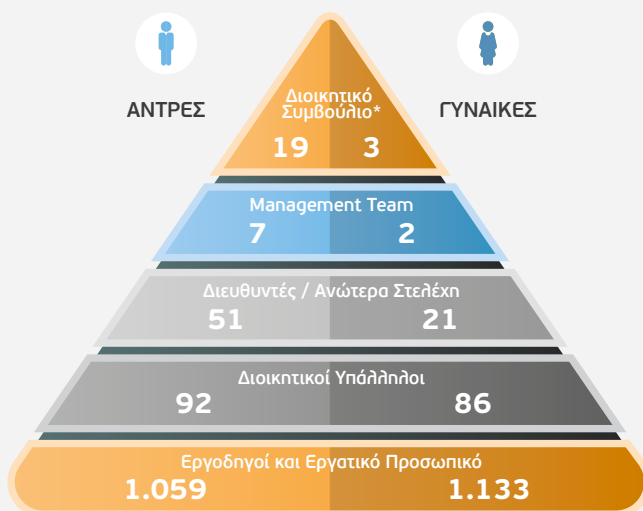 ΑΝΤΡΕΣ
ΓΥΝΑΙΚΕΣ
Διοικητικό
Συμβούλιο*
19 3
Management Team
7 2
Διευθυντές / Ανώτερα Στελέχη
51 21
Διοικητικοί Υπάλληλοι
92 86
Εργοδηγοί και Εργατικό Προσωπικό
1.059 1.133